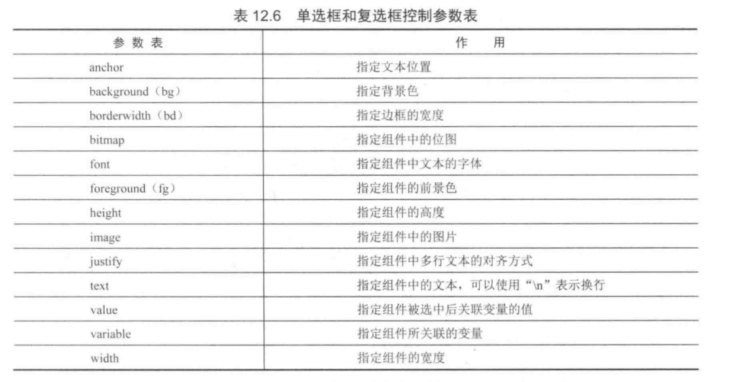 表 12.6 单选框和复选框控制参数表
参 数 表 作 用
anchor 指定文本位置
background（bg） 指定背景色
borderwidth（bd） 指定边框的宽度
bitmap 指定组件中的位图
font 指定组件中文本的字体
foreground（fg） 指定组件的前景色
height 指定组件的高度
image 指定组件中的图片
justify 指定组件中多行文本的对齐方式
text 指定组件中的文本，可以使用“\n”表示换行
value 指定组件被选中后关联变量的值
variable 指定组件所关联的变量
width 指定组件的宽度